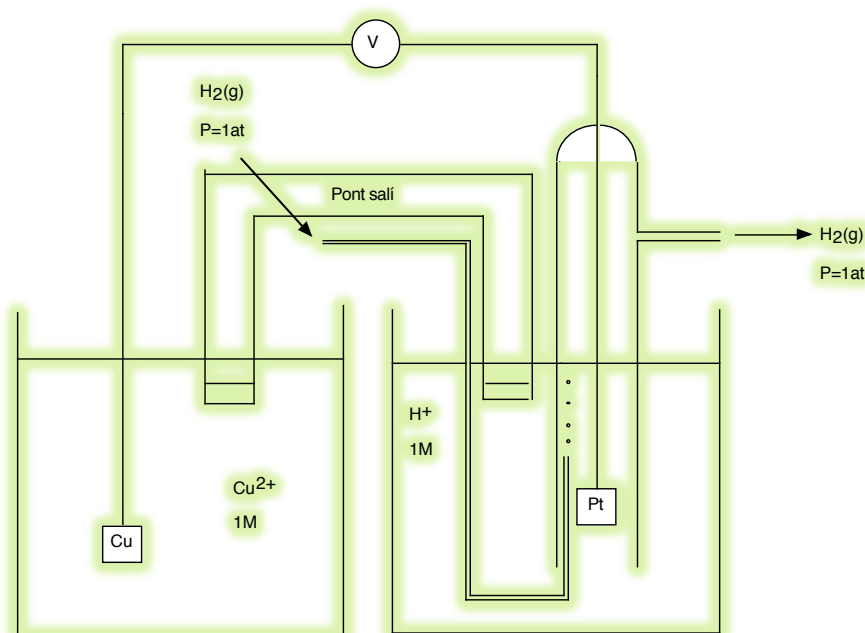 V
H2(g)
P=1at
Pont salí
H2(g)
P=1at
H+
1M
Cu2+
1M
Cu
Pt